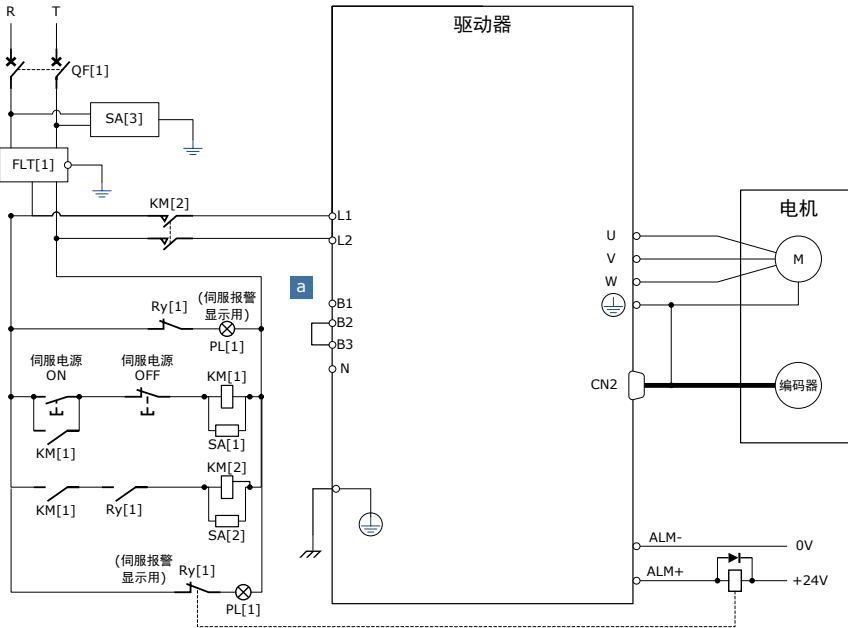 R
T
驱动器
QF[1]
SA[3]
FLT[1]
KM[2]
L1
L2
电机
U
V
W
M
a
B1
B2
B3
N
Ry[1]
(伺服报警
显示用)
PL[1]
伺服电源
ON
伺服电源
OFF
KM[1]
SA[1]
KM[1]
CN2
编码器
KM[2]
KM[1]
Ry[1]
SA[2]
(伺服报警
显示用)
Ry[1]
PL[1]
ALM-
0V
ALM+
+24V